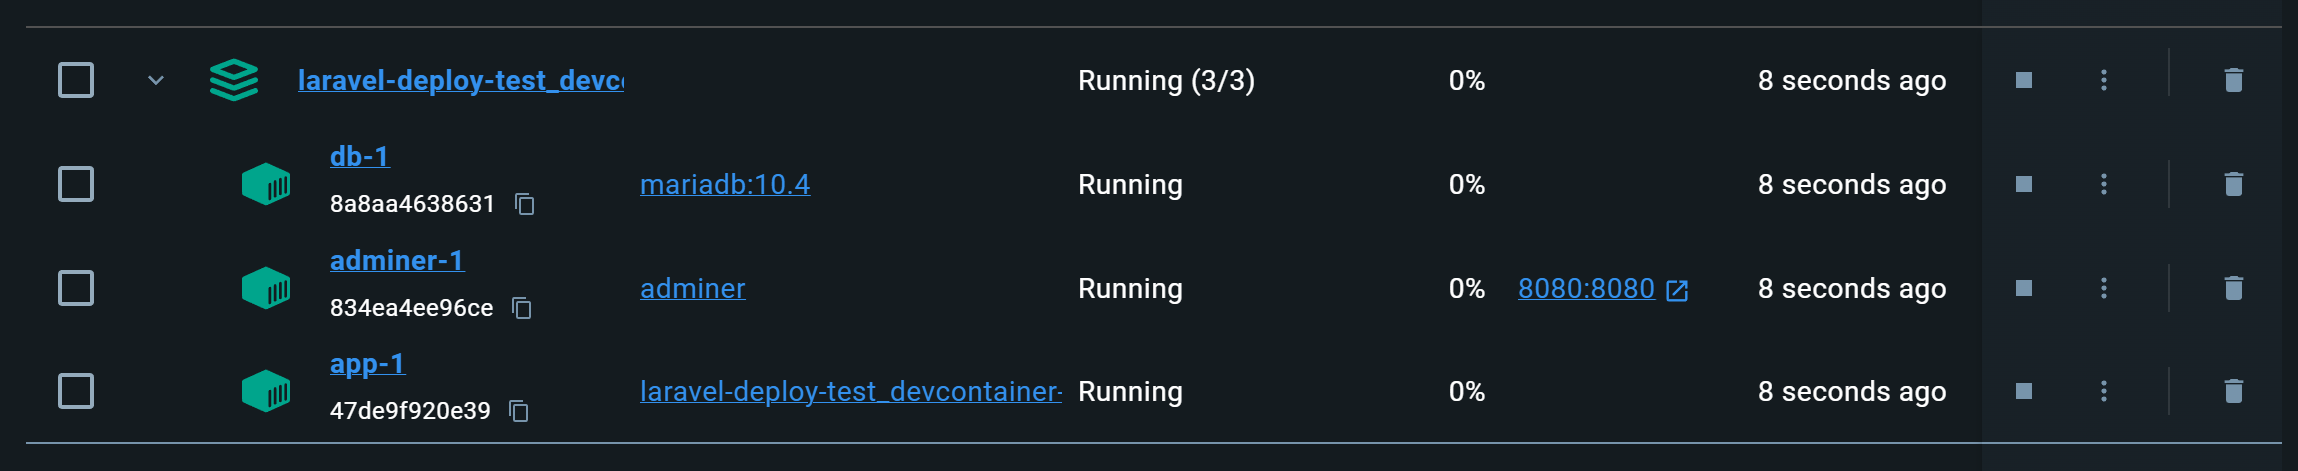 laravel-deploy-test_devc Running (3/3) 0% 8 seconds ago
db-1
8a8aa4638631 mariadb:10.4 Running 0% 8 seconds ago
adminer-1
834ea4ee96ce adminer Running 0% 8080:8080 8 seconds ago
app-1
47de9f920e39 laravel-deploy-test_devcontainer- Running 0% 8 seconds ago